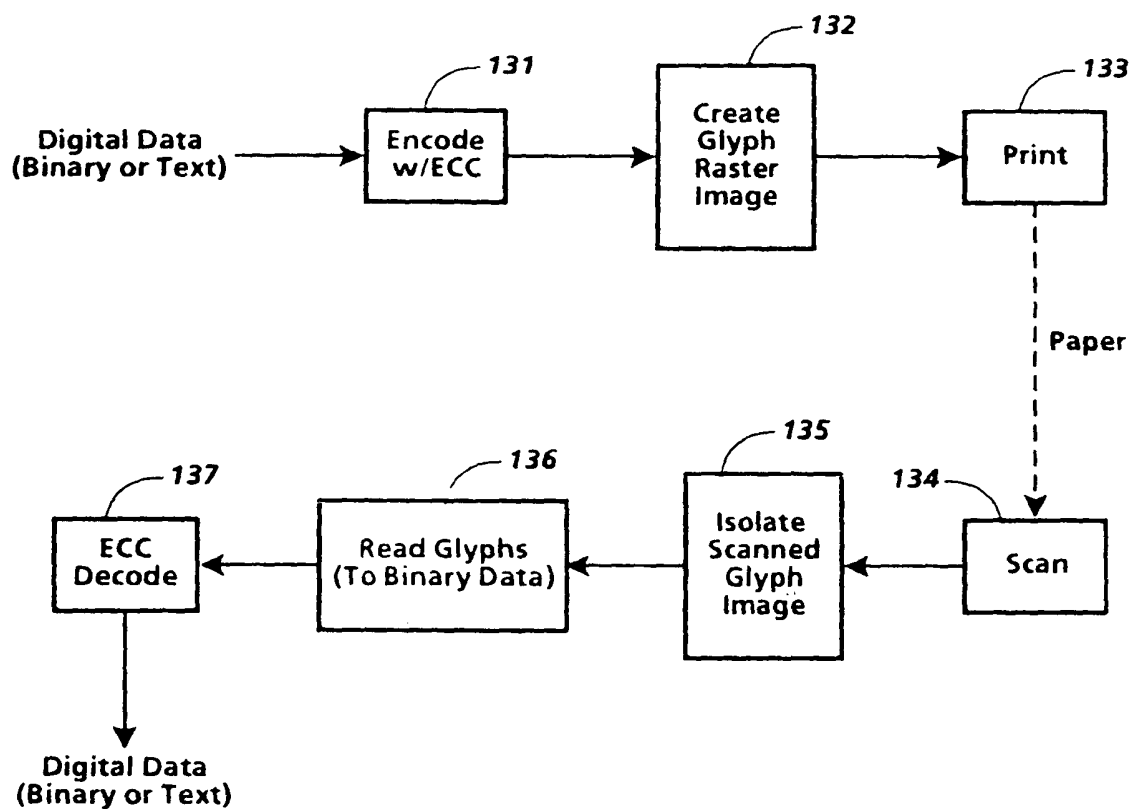 131
132
133
Digital Data
(Binary or Text)
Encode
w/ECC
Create
Glyph
Raster
Image
Print
Paper
137
136
135
134
ECC
Decode
Read Glyphs
(To Binary Data)
Isolate
Scanned
Glyph
Image
Scan
Digital Data
(Binary or Text)